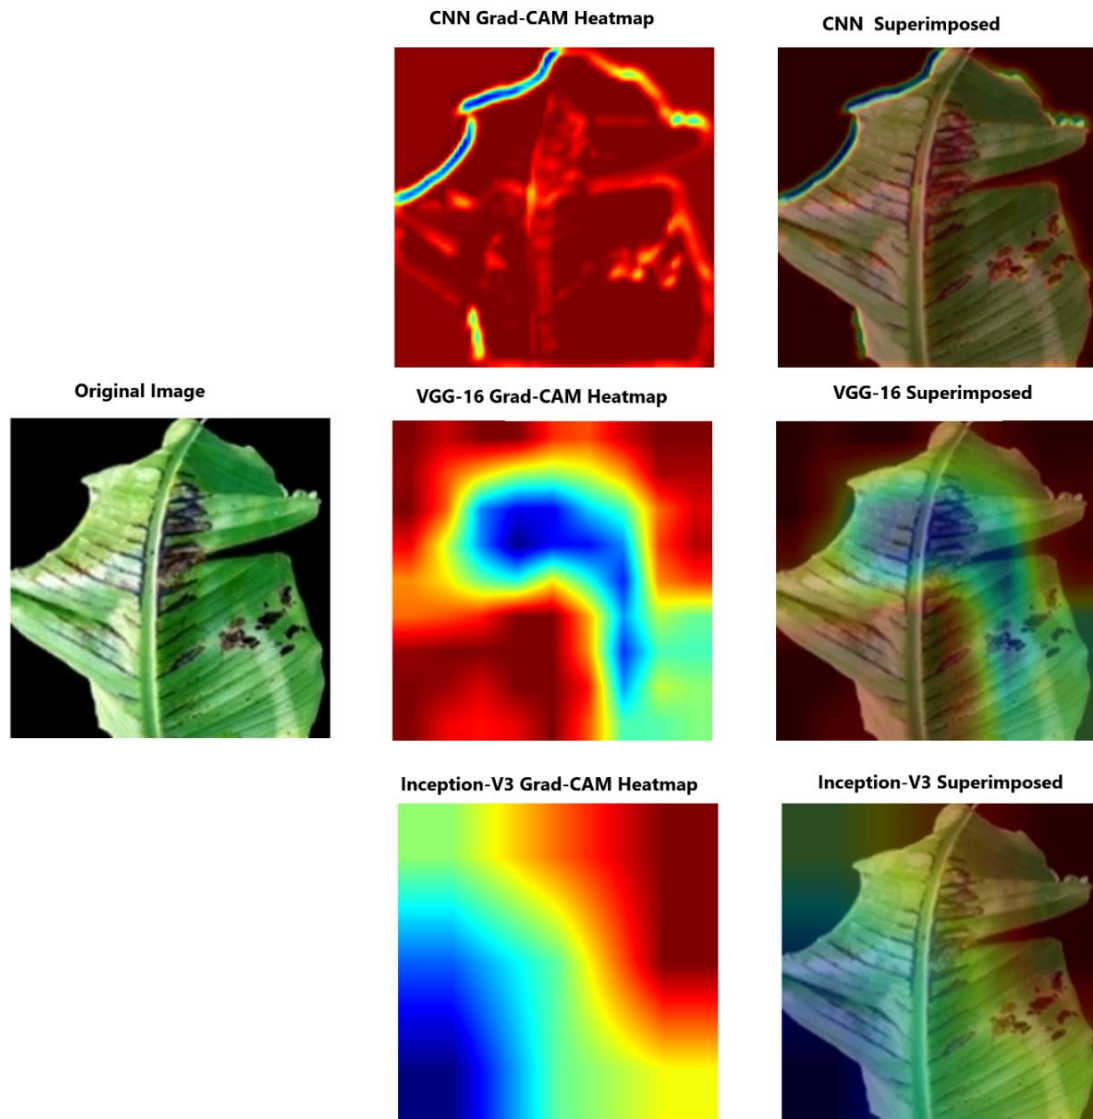 CNN Grad-CAM Heatmap
CNN Superimposed
Original Image
VGG-16 Grad-CAM Heatmap
VGG-16 Superimposed
Inception-V3 Grad-CAM Heatmap
Inception-V3 Superimposed